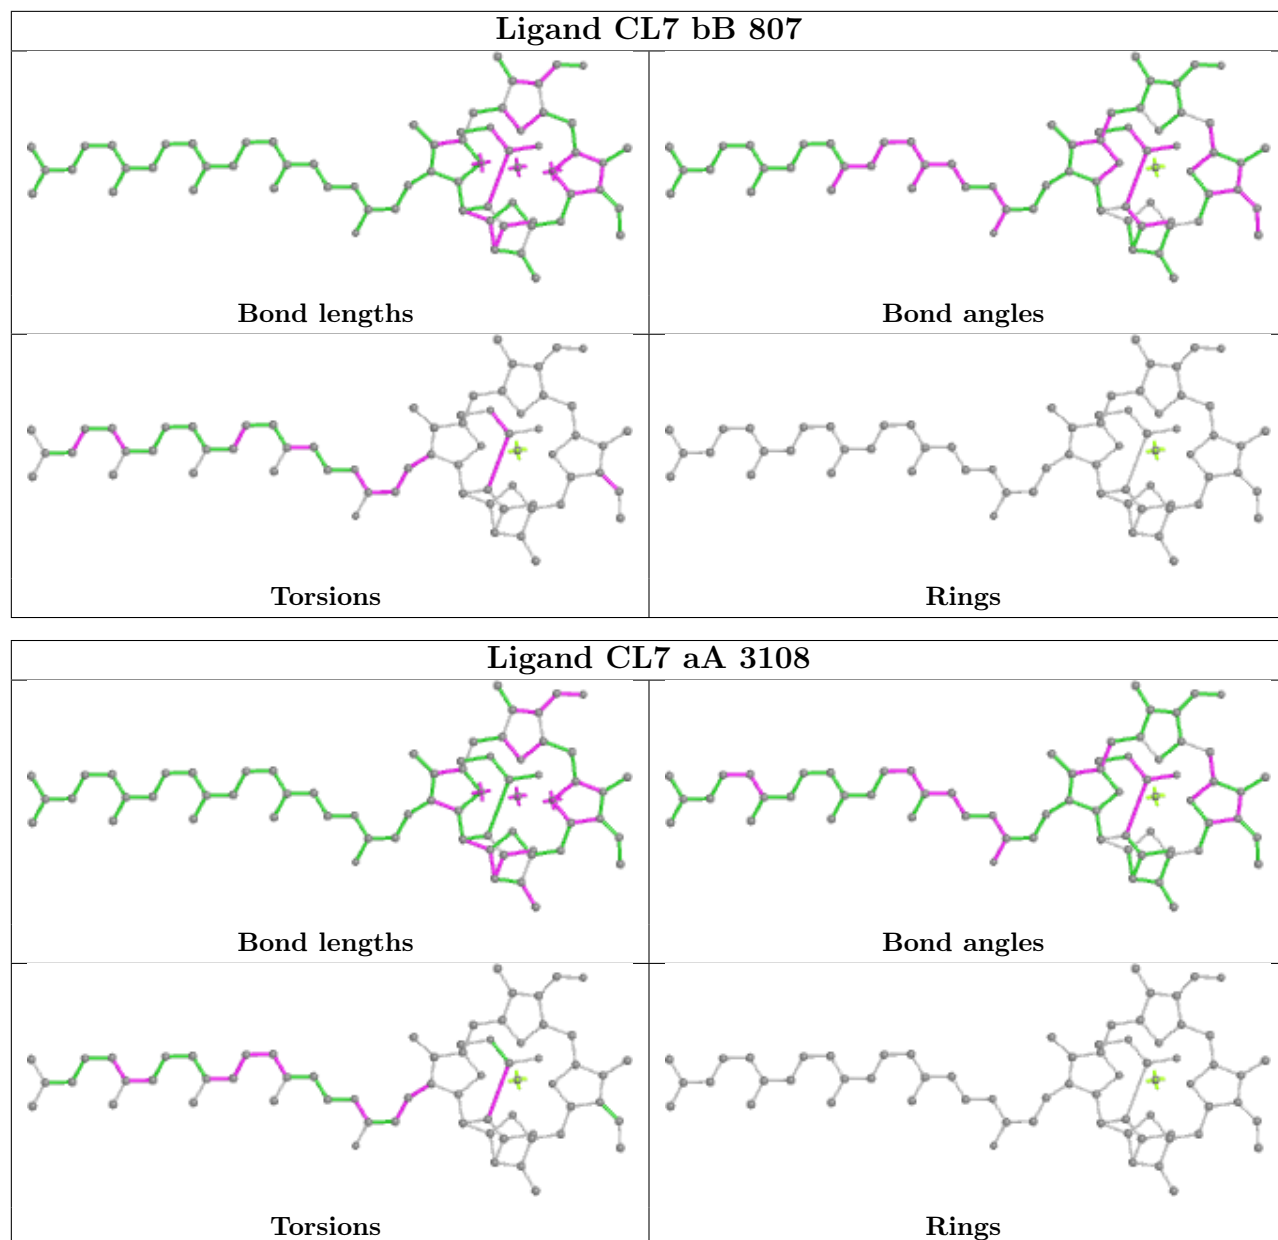 Ligand CL7 bB 807
Bond lengths
Bond angles
Torsions
Rings
Ligand CL7 aA 3108
Bond lengths
Bond angles
Torsions
Rings